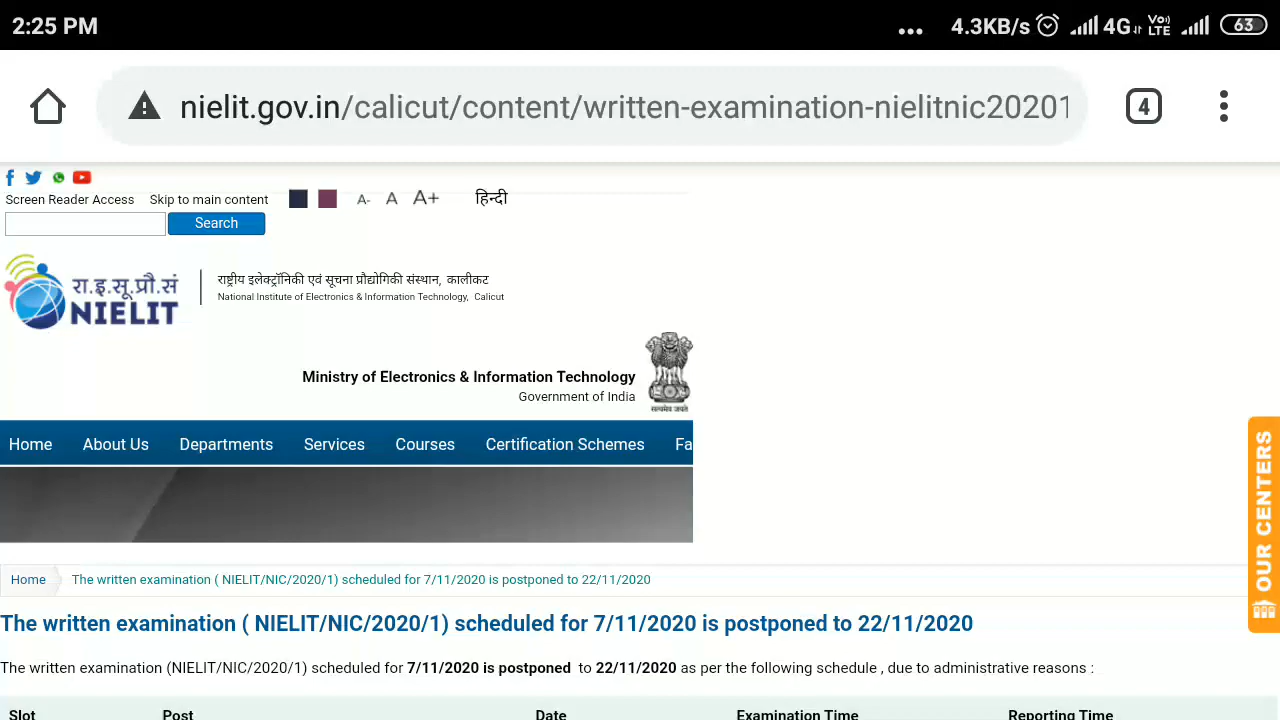 2:25 PM
... 4.3KB/s 4G Vo) LTE 63
nielit.gov.in/calicut/content/written-examination-nielitnic20201
4
Screen Reader Access Skip to main content A- A A+ हिन्दी
Search
रा.इ.सू.प्रौ.सं
NIELIT
राष्ट्रीय इलेक्ट्रॉनिकी एवं सूचना प्रौद्योगिकी संस्थान, कालीकट
National Institute of Electronics & Information Technology, Calicut
Ministry of Electronics & Information Technology
Government of India
सत्यमेव जयते
Home About Us Departments Services Courses Certification Schemes Fa
OUR CENTERS
Home The written examination ( NIELIT/NIC/2020/1) scheduled for 7/11/2020 is postponed to 22/11/2020
The written examination ( NIELIT/NIC/2020/1) scheduled for 7/11/2020 is postponed to 22/11/2020
The written examination (NIELIT/NIC/2020/1) scheduled for 7/11/2020 is postponed to 22/11/2020 as per the following schedule , due to administrative reasons :
Slot Post Date Examination Time Reporting Time